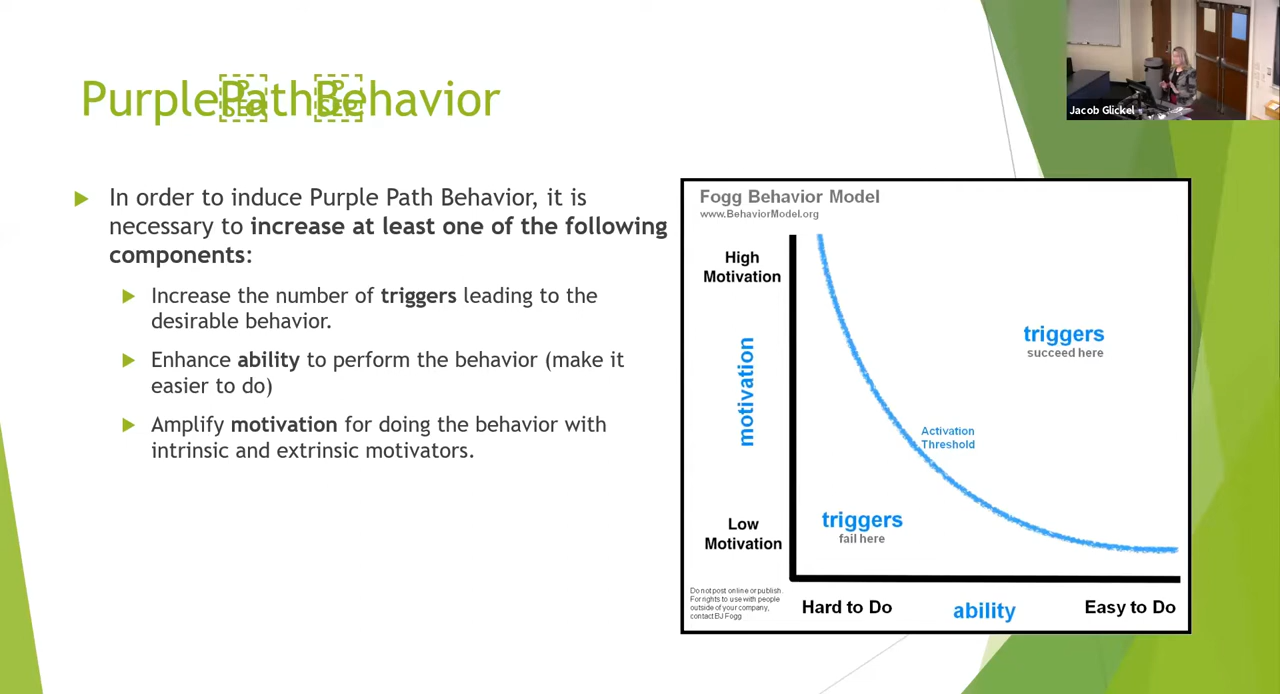 PurplePathBehavior
In order to induce Purple Path Behavior, it is
necessary to increase at least one of the following
components:
Increase the number of triggers leading to the
desirable behavior.
Enhance ability to perform the behavior (make it
easier to do)
Amplify motivation for doing the behavior with
intrinsic and extrinsic motivators.
Fogg Behavior Model
www.BehaviorModel.org
High
Motivation
motivation
triggers
succeed here
Activation
Threshold
triggers
fail here
Low
Motivation
Do not post online or publish.
For rights to use with people
outside of your company,
contact BJ Fogg
Hard to Do
ability
Easy to Do
Jacob Glickel